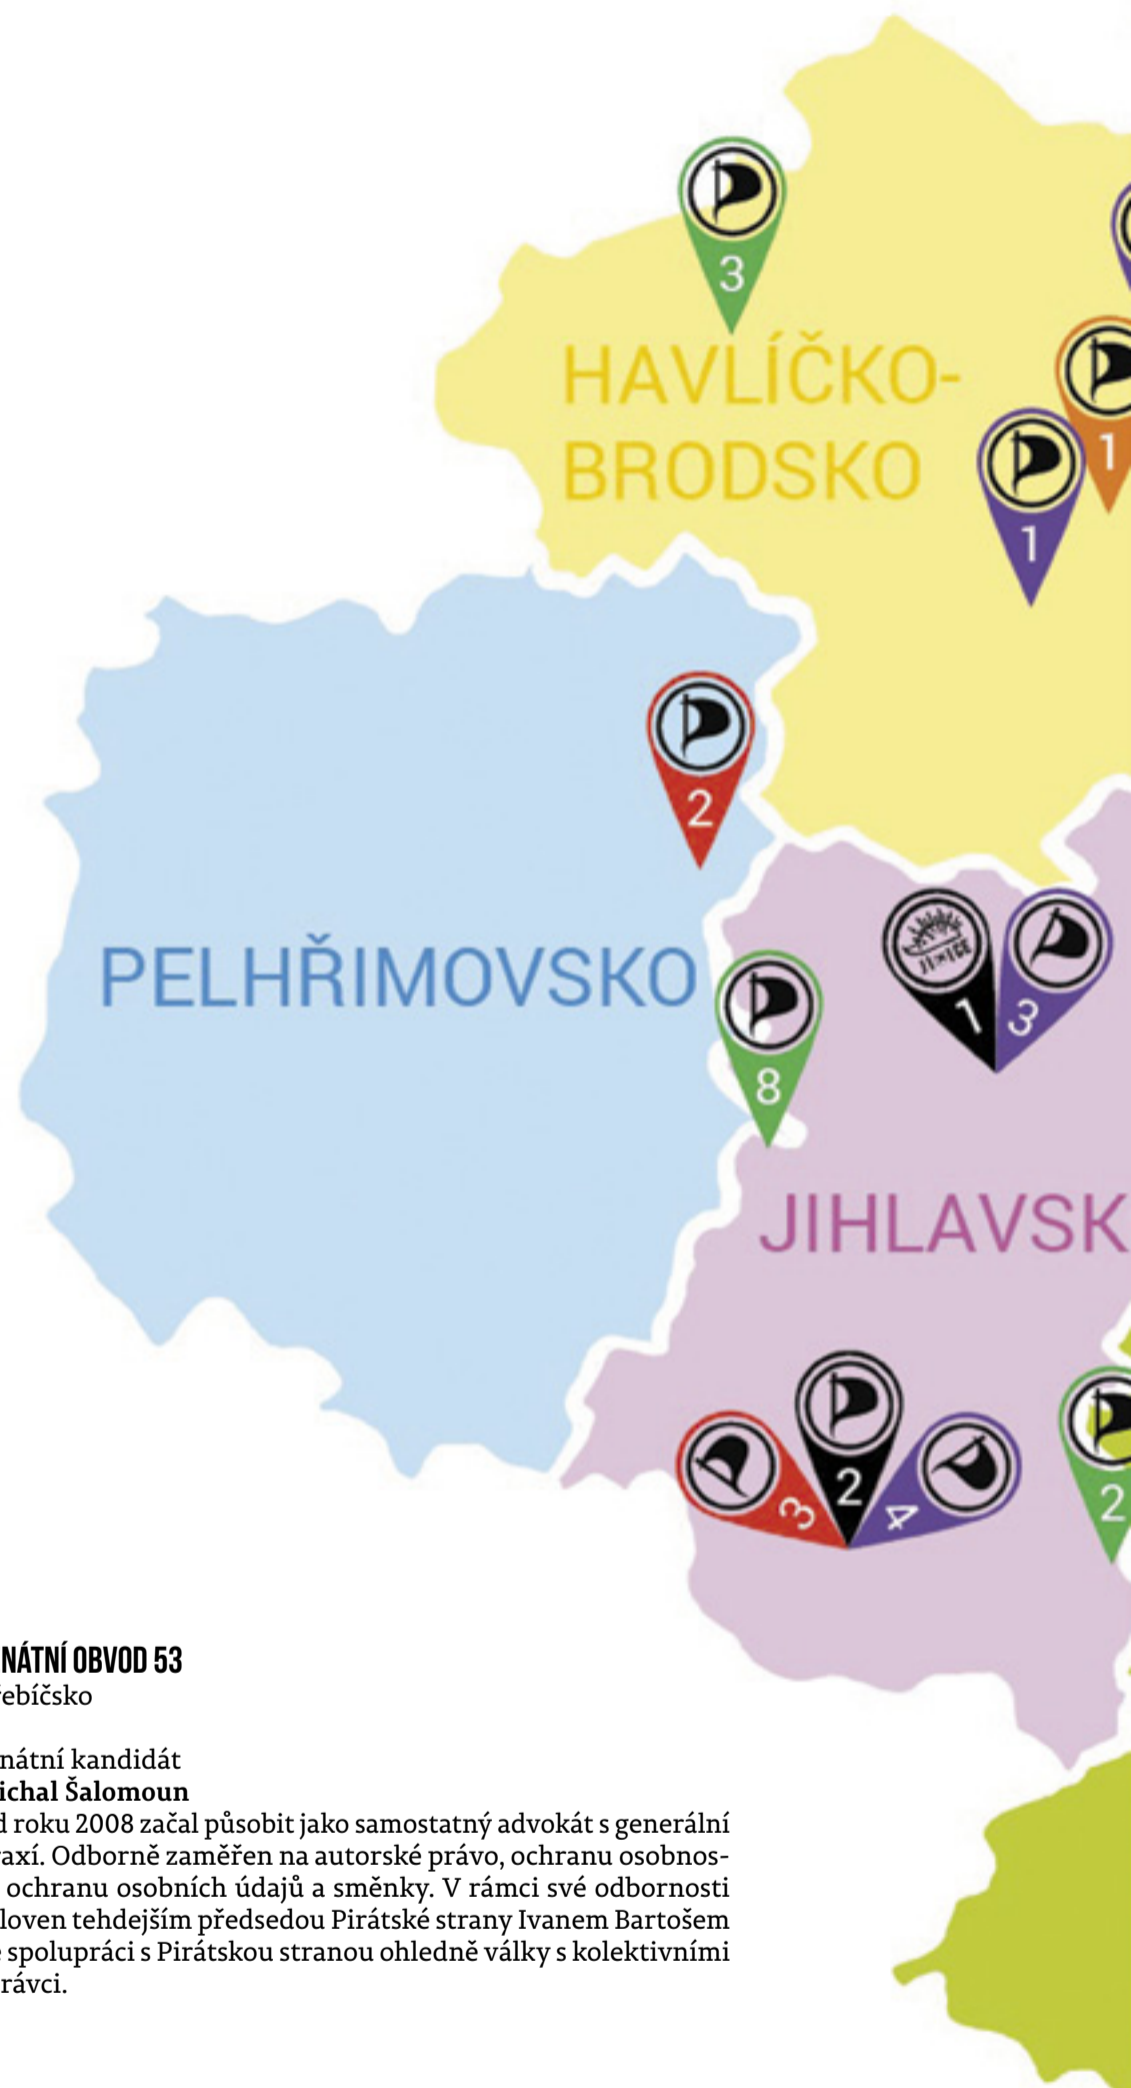 3
HAVLÍČKO-
BRODSKO
1
1
2
PELHŘIMOVSKO
1
3
8
JIHLAVSK
3
2
4
2
NÁTNÍ OBVOD 53
řebíčsko
nátní kandidát
ichal Šalomoun
d roku 2008 začal působit jako samostatný advokát s generální
axí. Odborně zaměřen na autorské právo, ochranu osobnos-
ochranu osobních údajů a směnky. V rámci své odbornosti
loven tehdejším předsedou Pirátské strany Ivanem Bartošem
e spolupráci s Pirátskou stranou ohledně války s kolektivními
rávci.